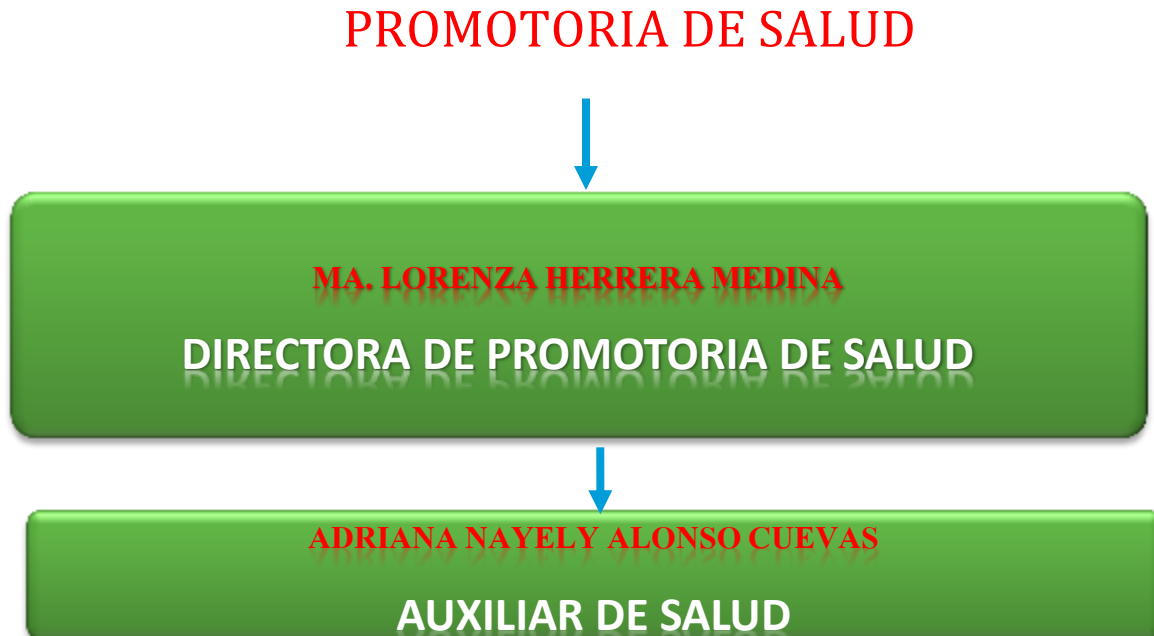 PROMOTORIA DE SALUD
MA. LORENZA HERRERA MEDINA
DIRECTORA DE PROMOTORIA DE SALUD
ADRIANA NAYELY ALONSO CUEVAS
AUXILIAR DE SALUD